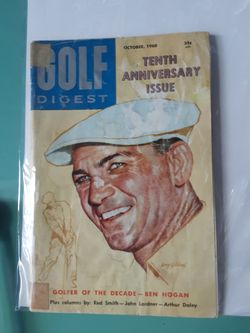 OCTOBER, 1960
35¢
GOLF
DIGEST
TENTH
ANNIVERSARY
ISSUE
GOLFER OF THE DECADE — BEN HOGAN
Plus columns by: Red Smith — John Lardner — Arthur Daley